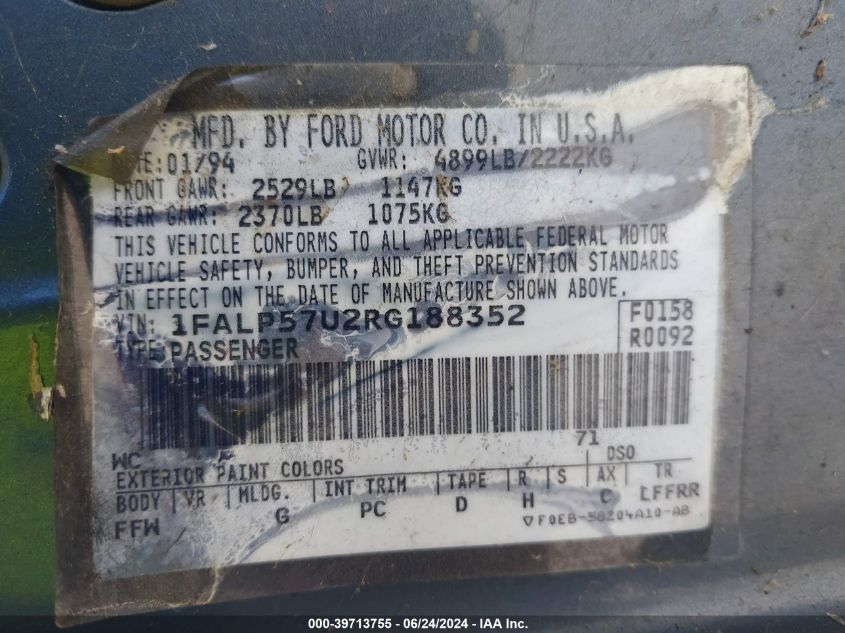 MFD. BY FORD MOTOR CO. IN U.S.A.
01/94 GVWR: 4899LB/2222KG
FRONT GAWR: 2529LB 1147KG
REAR GAWR: 2370LB 1075KG
THIS VEHICLE CONFORMS TO ALL APPLICABLE FEDERAL MOTOR
VEHICLE SAFETY, BUMPER, AND THEFT PREVENTION STANDARDS
IN EFFECT ON THE DATE OF MANUFACTURE SHOWN ABOVE.
VIN: 1FALP57U2RG188352 F0158
TYPE: PASSENGER R0092
71
WC DSO
EXTERIOR PAINT COLORS
BODY VR MLDG. INT TRIM TAPE R S AX TR
FFW G PC D H C LFFRR
F0EB-58204A10-AB
000-39713755 - 06/24/2024 - IAA Inc.